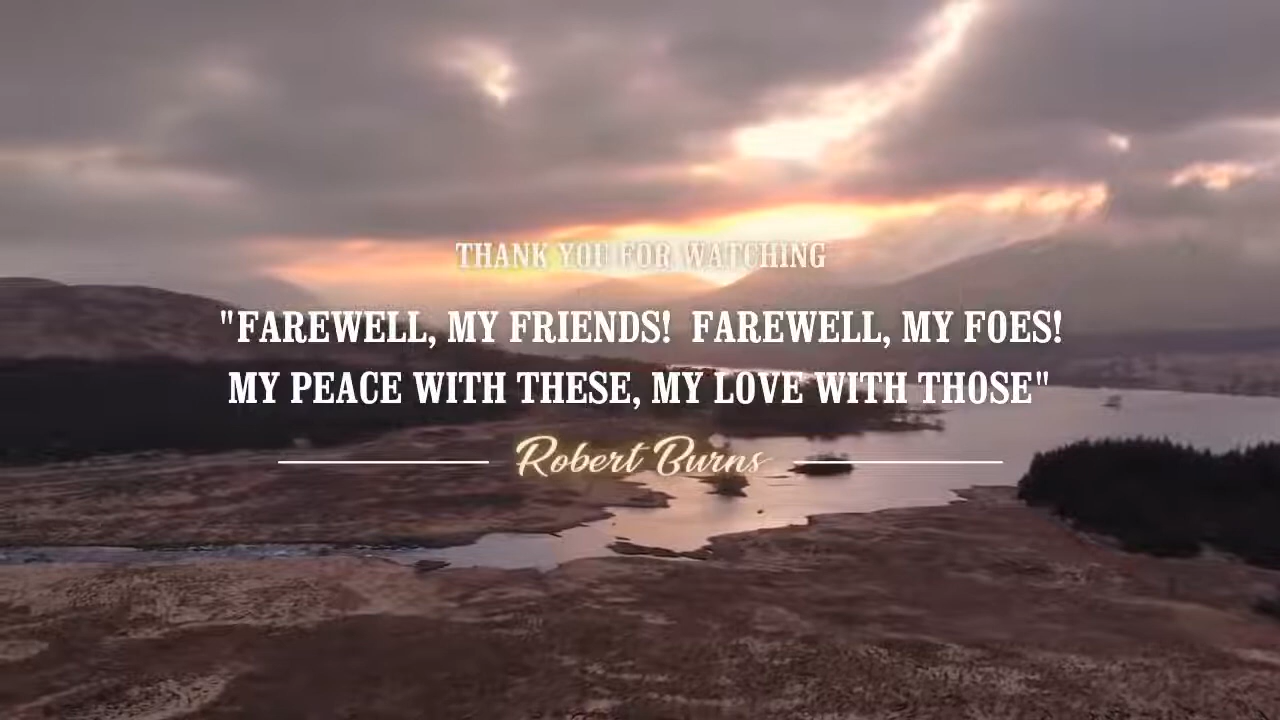 THANK YOU FOR WATCHING
"FAREWELL, MY FRIENDS! FAREWELL, MY FOES!
MY PEACE WITH THESE, MY LOVE WITH THOSE"
Robert Burns